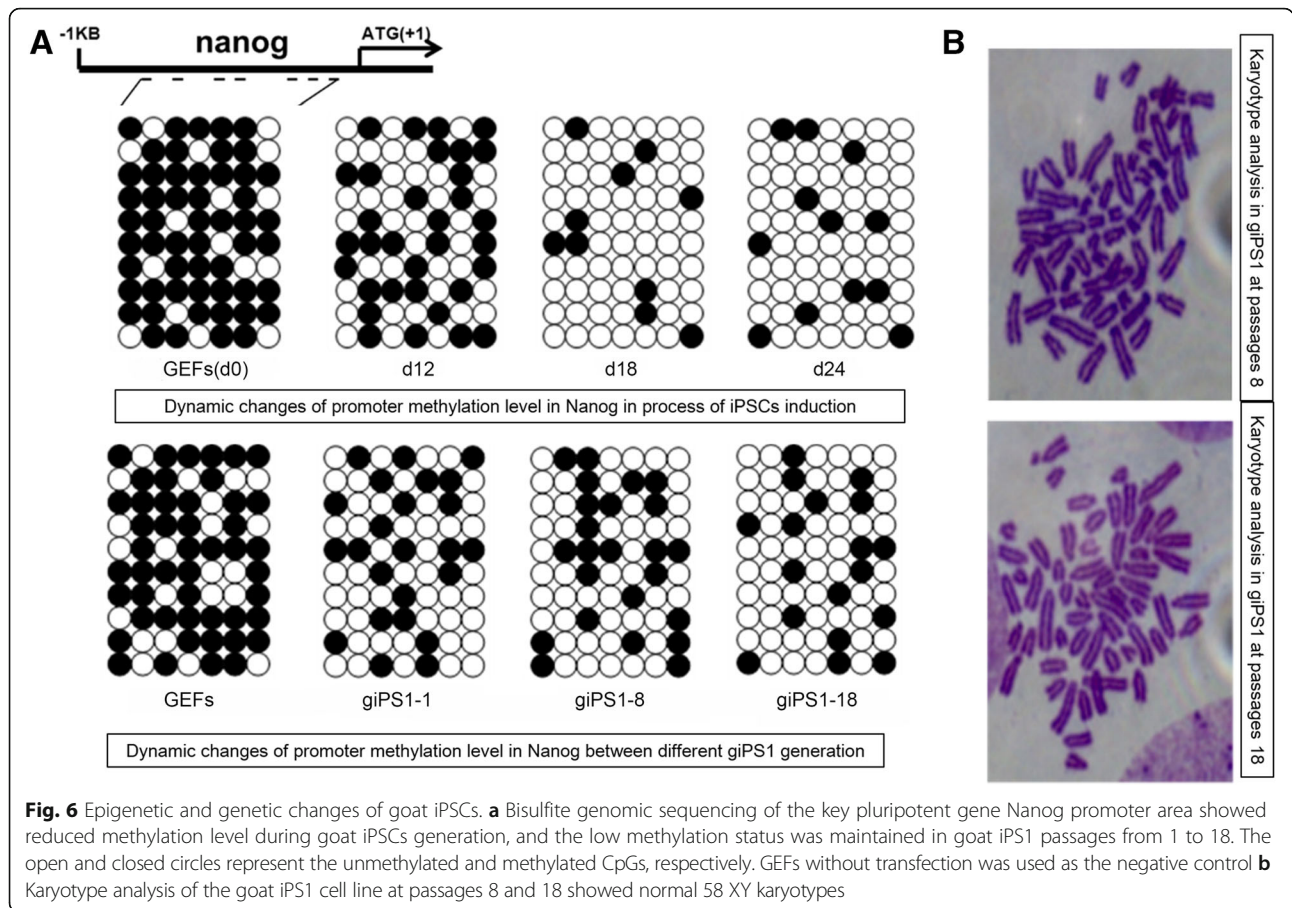 A
-1KB
nanog
ATG(+1)
GEFs(d0)
d12
d18
d24
Dynamic changes of promoter methylation level in Nanog in process of iPSCs induction
GEFs
giPS1-1
giPS1-8
giPS1-18
Dynamic changes of promoter methylation level in Nanog between different giPS1 generation
B
Karyotype analysis in giPS1 at passages 8
Karyotype analysis in giPS1 at passages 18
Fig. 6 Epigenetic and genetic changes of goat iPSCs. a Bisulfite genomic sequencing of the key pluripotent gene Nanog promoter area showed
reduced methylation level during goat iPSCs generation, and the low methylation status was maintained in goat iPS1 passages from 1 to 18. The
open and closed circles represent the unmethylated and methylated CpGs, respectively. GEFs without transfection was used as the negative control b
Karyotype analysis of the goat iPS1 cell line at passages 8 and 18 showed normal 58 XY karyotypes